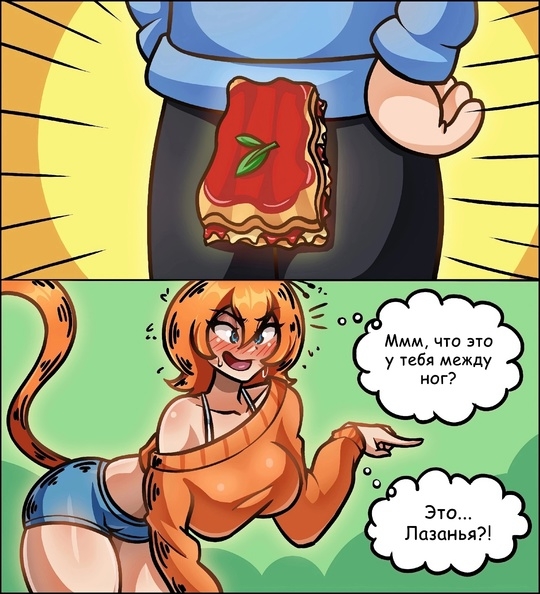 Ммм, что это
у тебя между
ног?
Это...
Лазанья?!